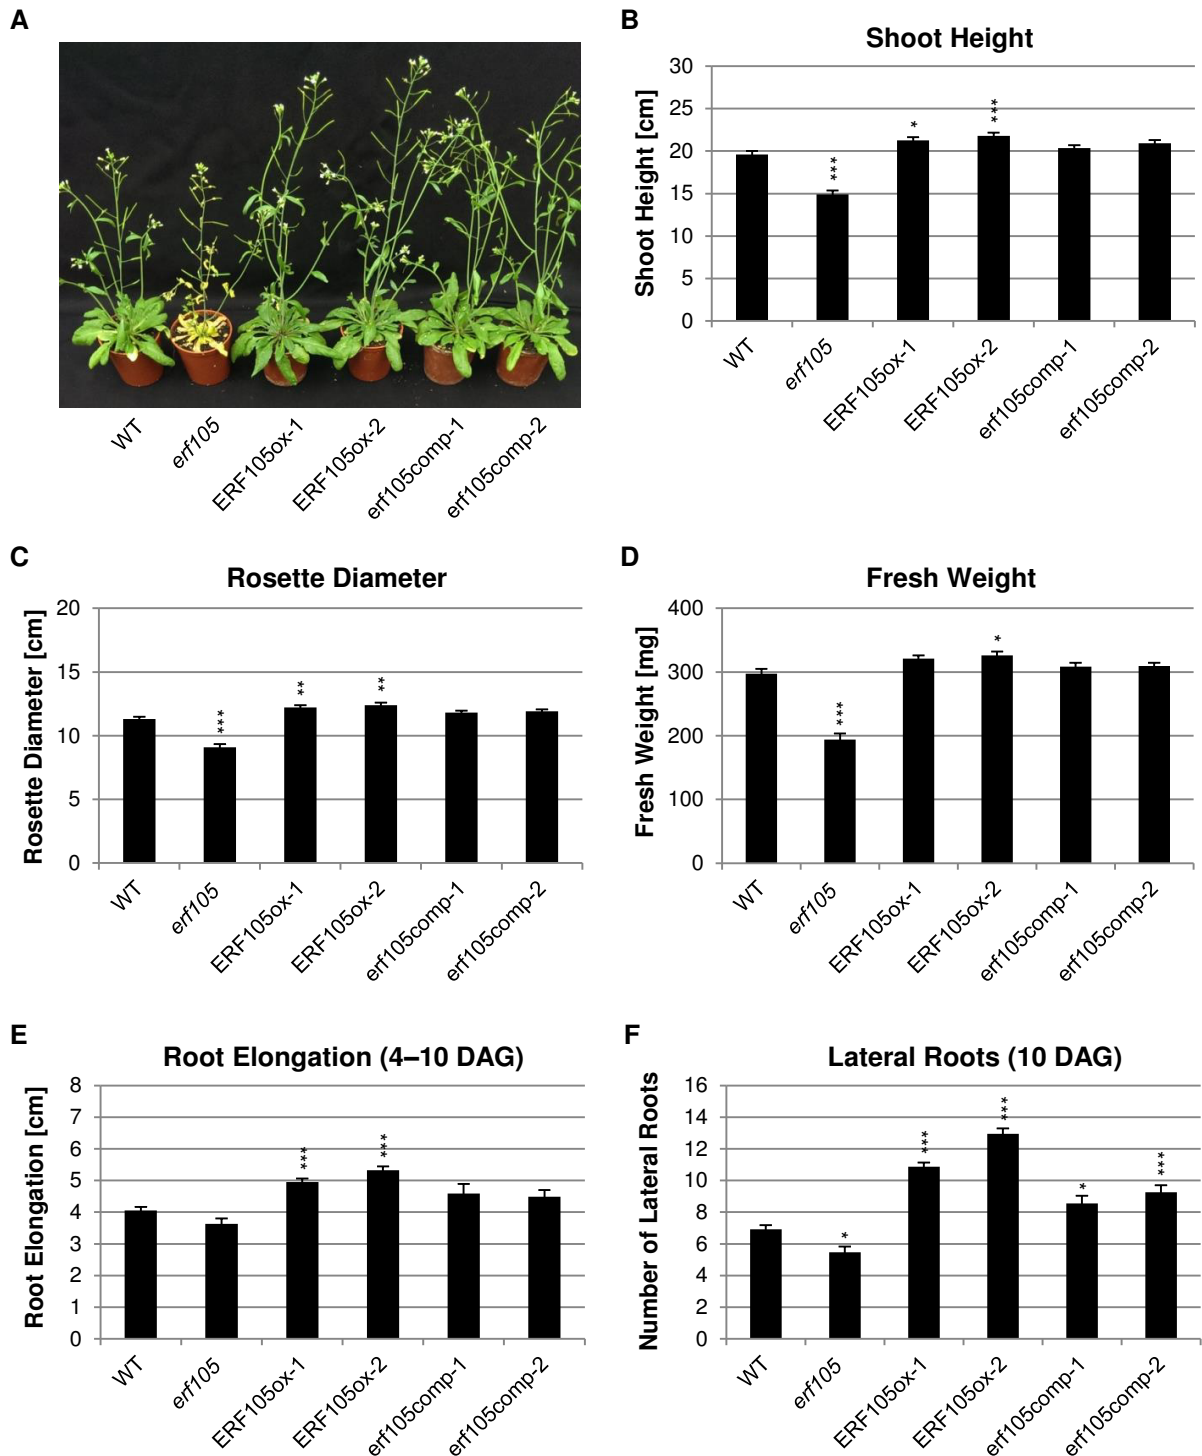 A
WT
erf105
ERF105ox-1
ERF105ox-2
erf105comp-1
erf105comp-2
B
Shoot Height
Shoot Height [cm]
30
25
20
15
10
5
0
***
*
***
WT
erf105
ERF105ox-1
ERF105ox-2
erf105comp-1
erf105comp-2
C
Rosette Diameter
Rosette Diameter [cm]
20
15
10
5
0
***
**
**
WT
erf105
ERF105ox-1
ERF105ox-2
erf105comp-1
erf105comp-2
D
Fresh Weight
Fresh Weight [mg]
400
300
200
100
0
***
*
WT
erf105
ERF105ox-1
ERF105ox-2
erf105comp-1
erf105comp-2
E
Root Elongation (4–10 DAG)
Root Elongation [cm]
8
7
6
5
4
3
2
1
0
***
***
WT
erf105
ERF105ox-1
ERF105ox-2
erf105comp-1
erf105comp-2
F
Lateral Roots (10 DAG)
Number of Lateral Roots
16
14
12
10
8
6
4
2
0
*
***
***
*
***
WT
erf105
ERF105ox-1
ERF105ox-2
erf105comp-1
erf105comp-2